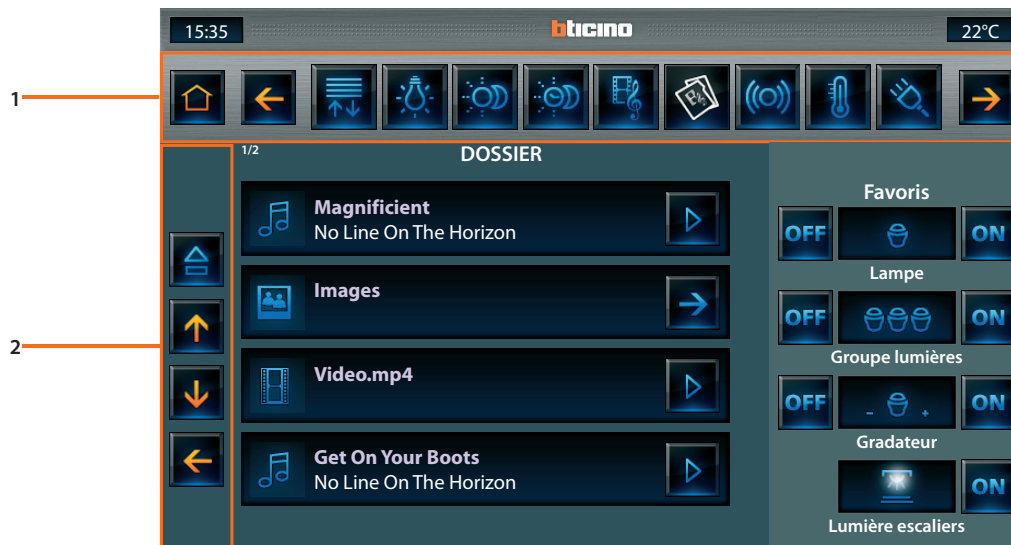 15:35
bticino
22°C
1
1/2
DOSSIER
Magnificient
No Line On The Horizon
Images
Video.mp4
Get On Your Boots
No Line On The Horizon
2
Favoris
OFF
ON
Lampe
OFF
ON
Groupe lumières
OFF
- +
ON
Gradateur
ON
Lumière escaliers